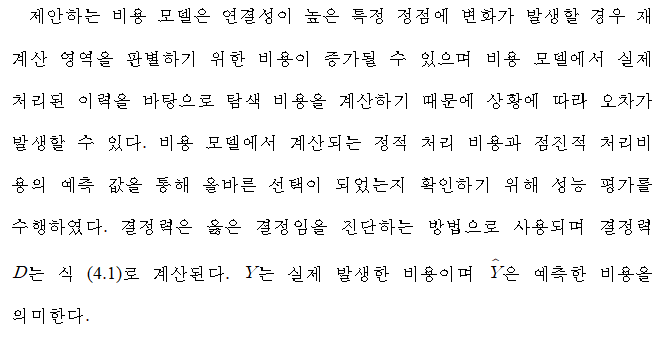 제안하는 비용 모델은 연결성이 높은 특정 정점에 변화가 발생할 경우 재
계산 영역을 판별하기 위한 비용이 증가될 수 있으며 비용 모델에서 실제
처리된 이력을 바탕으로 탐색 비용을 계산하기 때문에 상황에 따라 오차가
발생할 수 있다. 비용 모델에서 계산되는 정적 처리 비용과 점진적 처리비
용의 예측 값을 통해 올바른 선택이 되었는지 확인하기 위해 성능 평가를
수행하였다. 결정력은 옳은 결정임을 진단하는 방법으로 사용되며 결정력
D는 식 (4.1)로 계산된다. Y는 실제 발생한 비용이며 Ŷ은 예측한 비용을
의미한다.